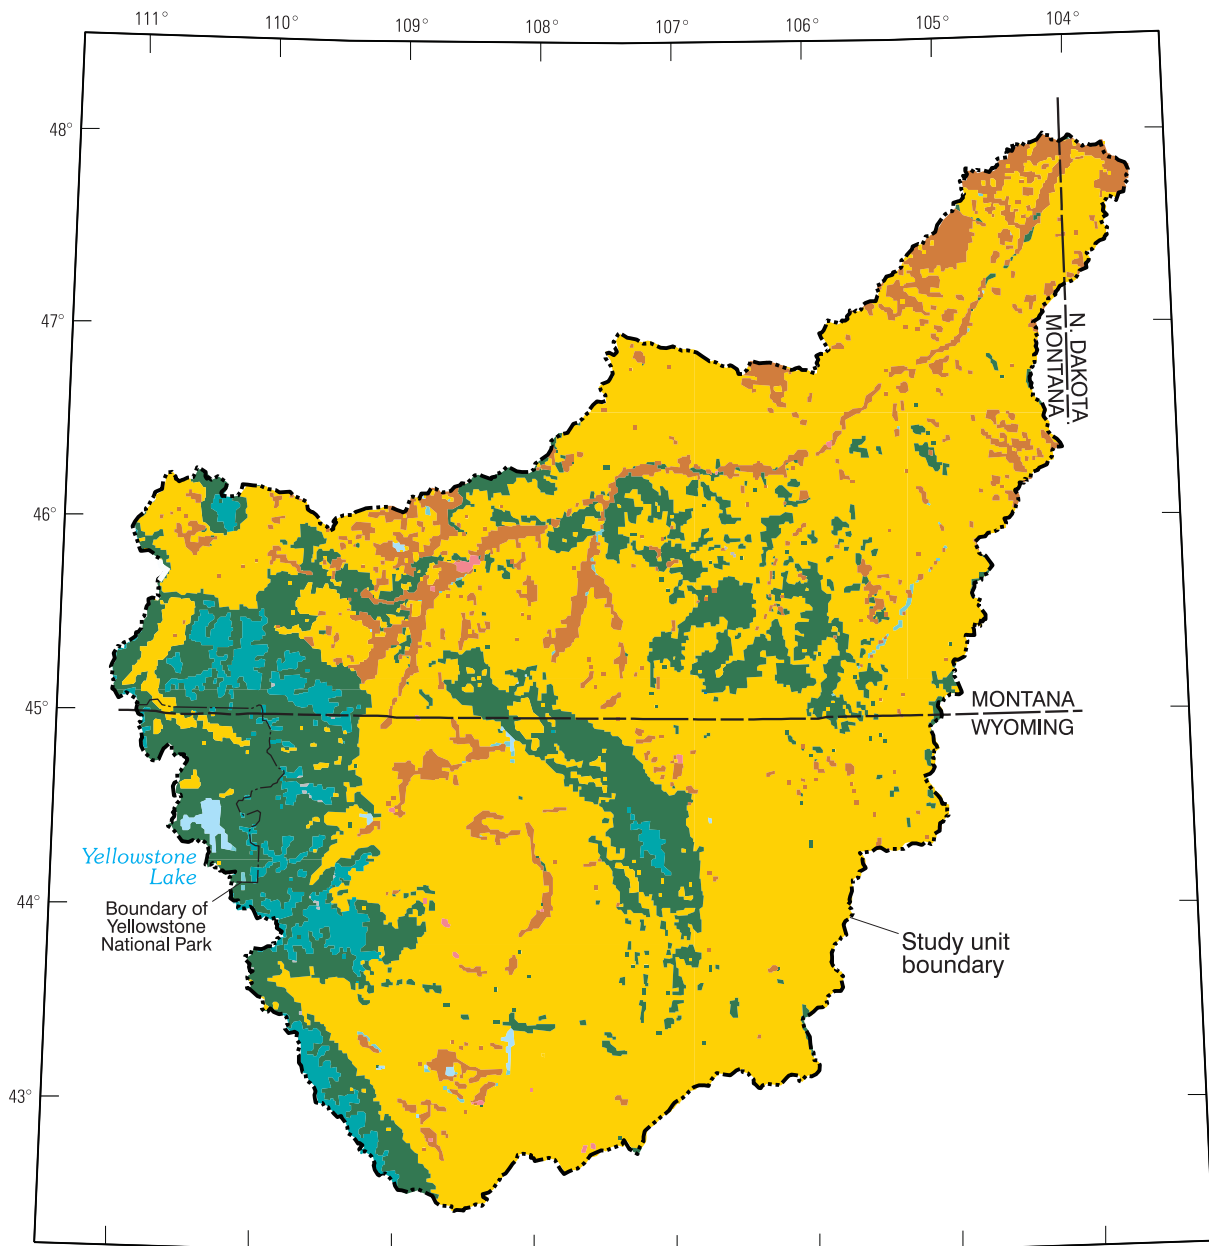 111°
110°
109°
108°
107°
106°
105°
104°
48°
47°
46°
45°
44°
43°
N. DAKOTA
MONTANA
MONTANA
WYOMING
Yellowstone
Lake
Boundary of
Yellowstone
National Park
Study unit
boundary